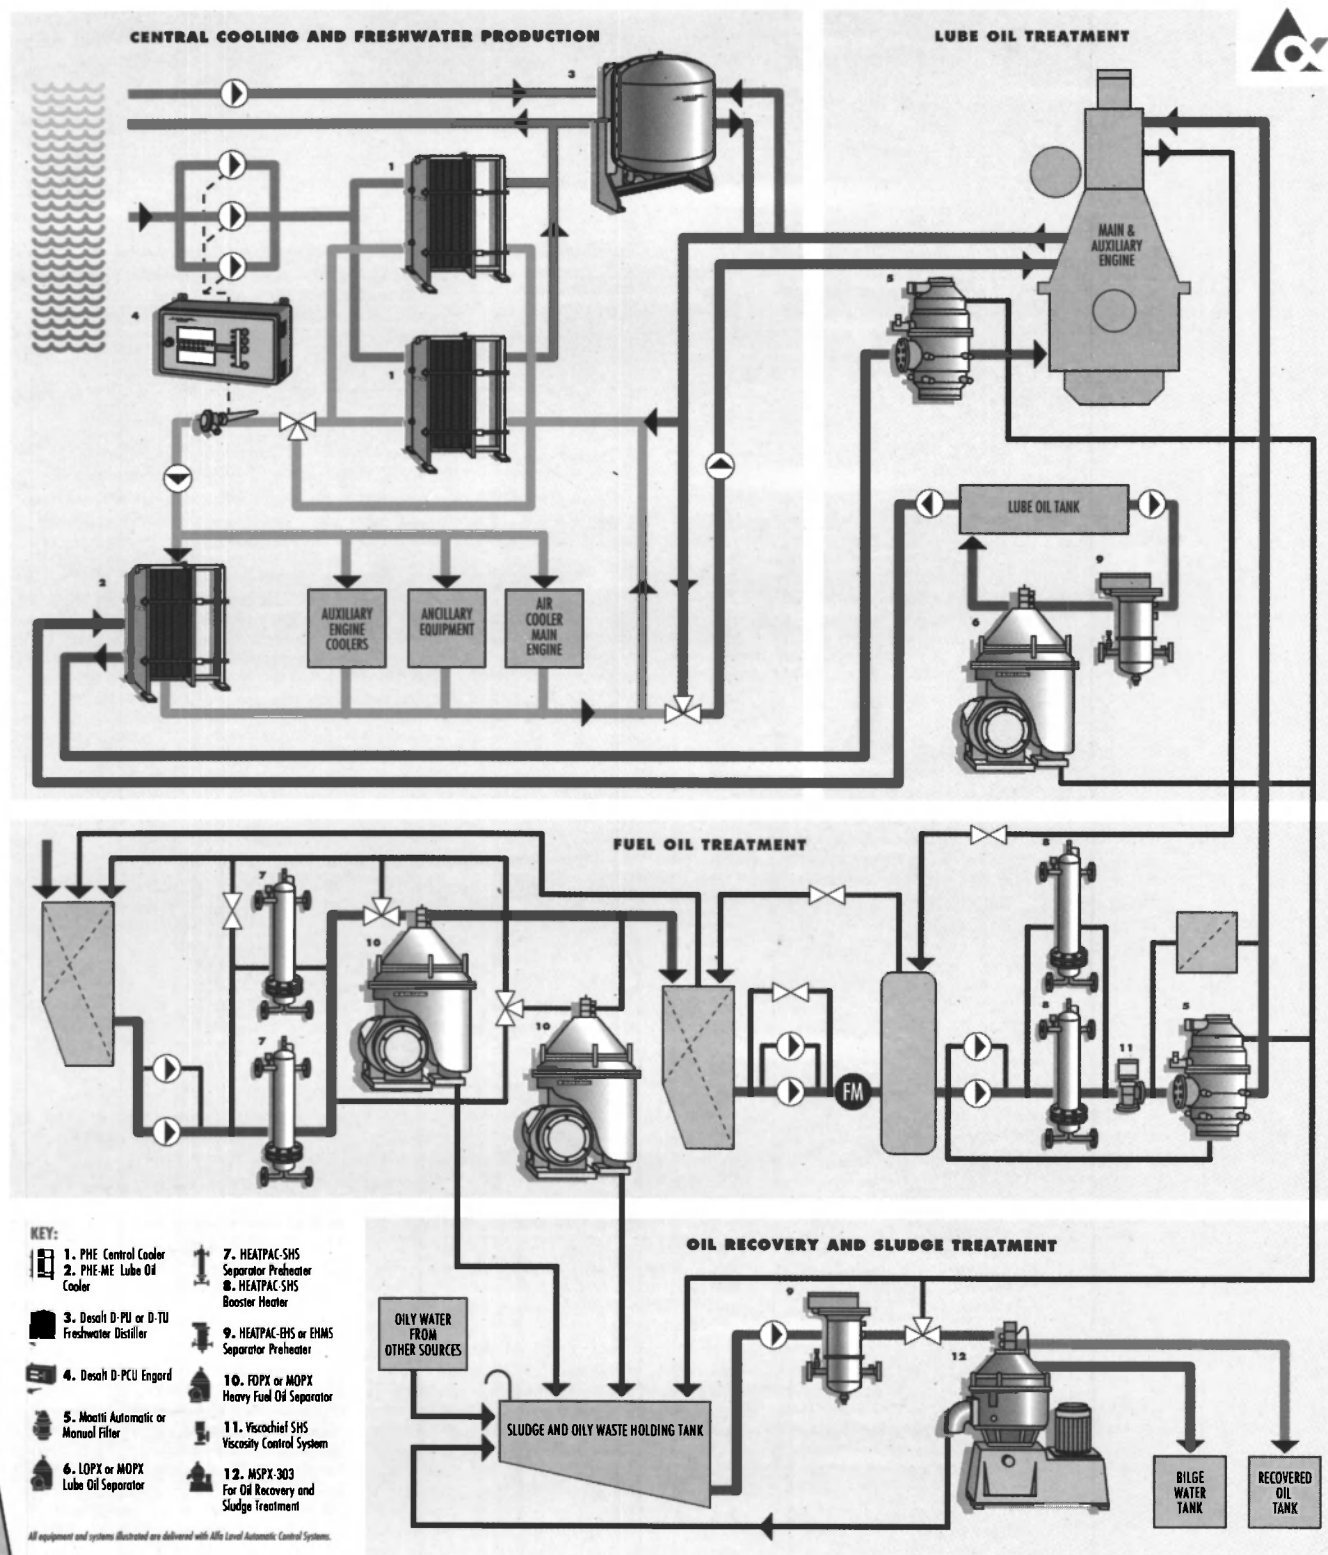 CENTRAL COOLING AND FRESHWATER PRODUCTION
LUBE OIL TREATMENT
3
1
MAIN &
AUXILIARY
ENGINE
5
4
1
LUBE OIL TANK
9
2
AUXILIARY
ENGINE
COOLERS
ANCILLARY
EQUIPMENT
AIR
COOLER
MAIN
ENGINE
6
FUEL OIL TREATMENT
7
8
10
7
10
8
11
5
FM
KEY:
1. PHE Central Cooler
2. PHE-ME Lube Oil
Cooler
3. Desalt D-PU or D-TU
Freshwater Distiller
4. Desalt D-PCU Engard
5. Moatti Automatic or
Manual Filter
6. LOPX or MOPX
Lube Oil Separator
7. HEATPAC-SHS
Separator Preheater
8. HEATPAC-SHS
Booster Heater
9. HEATPAC-EHS or EHMS
Separator Preheater
10. FOPX or MOPX
Heavy Fuel Oil Separator
11. Viscochief SHS
Viscosity Control System
12. MSPX-303
For Oil Recovery and
Sludge Treatment
All equipment and systems illustrated are delivered with Alfa Laval Automatic Control Systems.
OIL RECOVERY AND SLUDGE TREATMENT
9
OILY WATER
FROM
OTHER SOURCES
12
SLUDGE AND OILY WASTE HOLDING TANK
BILGE
WATER
TANK
RECOVERED
OIL
TANK